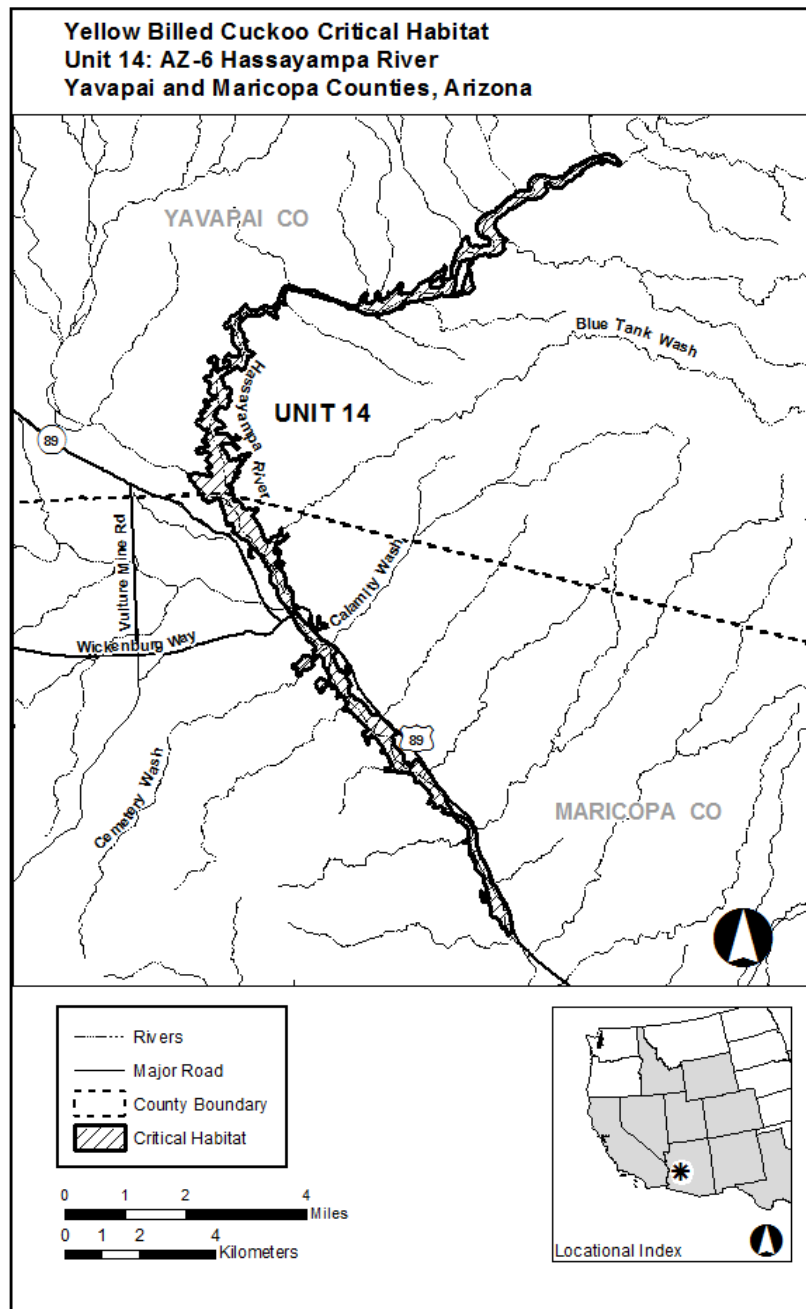 Yellow Billed Cuckoo Critical Habitat
Unit 14: AZ-6 Hassayampa River
Yavapai and Maricopa Counties, Arizona
YAVAPAI CO
Blue Tank Wash
Hassayampa River
UNIT 14
89
Vulture Mine Rd
Calamity Wash
Wickenburg Way
89
Cemetery Wash
MARICOPA CO
Rivers
Major Road
County Boundary
Critical Habitat
0 1 2 4
Miles
0 1 2 4
Kilometers
Locational Index